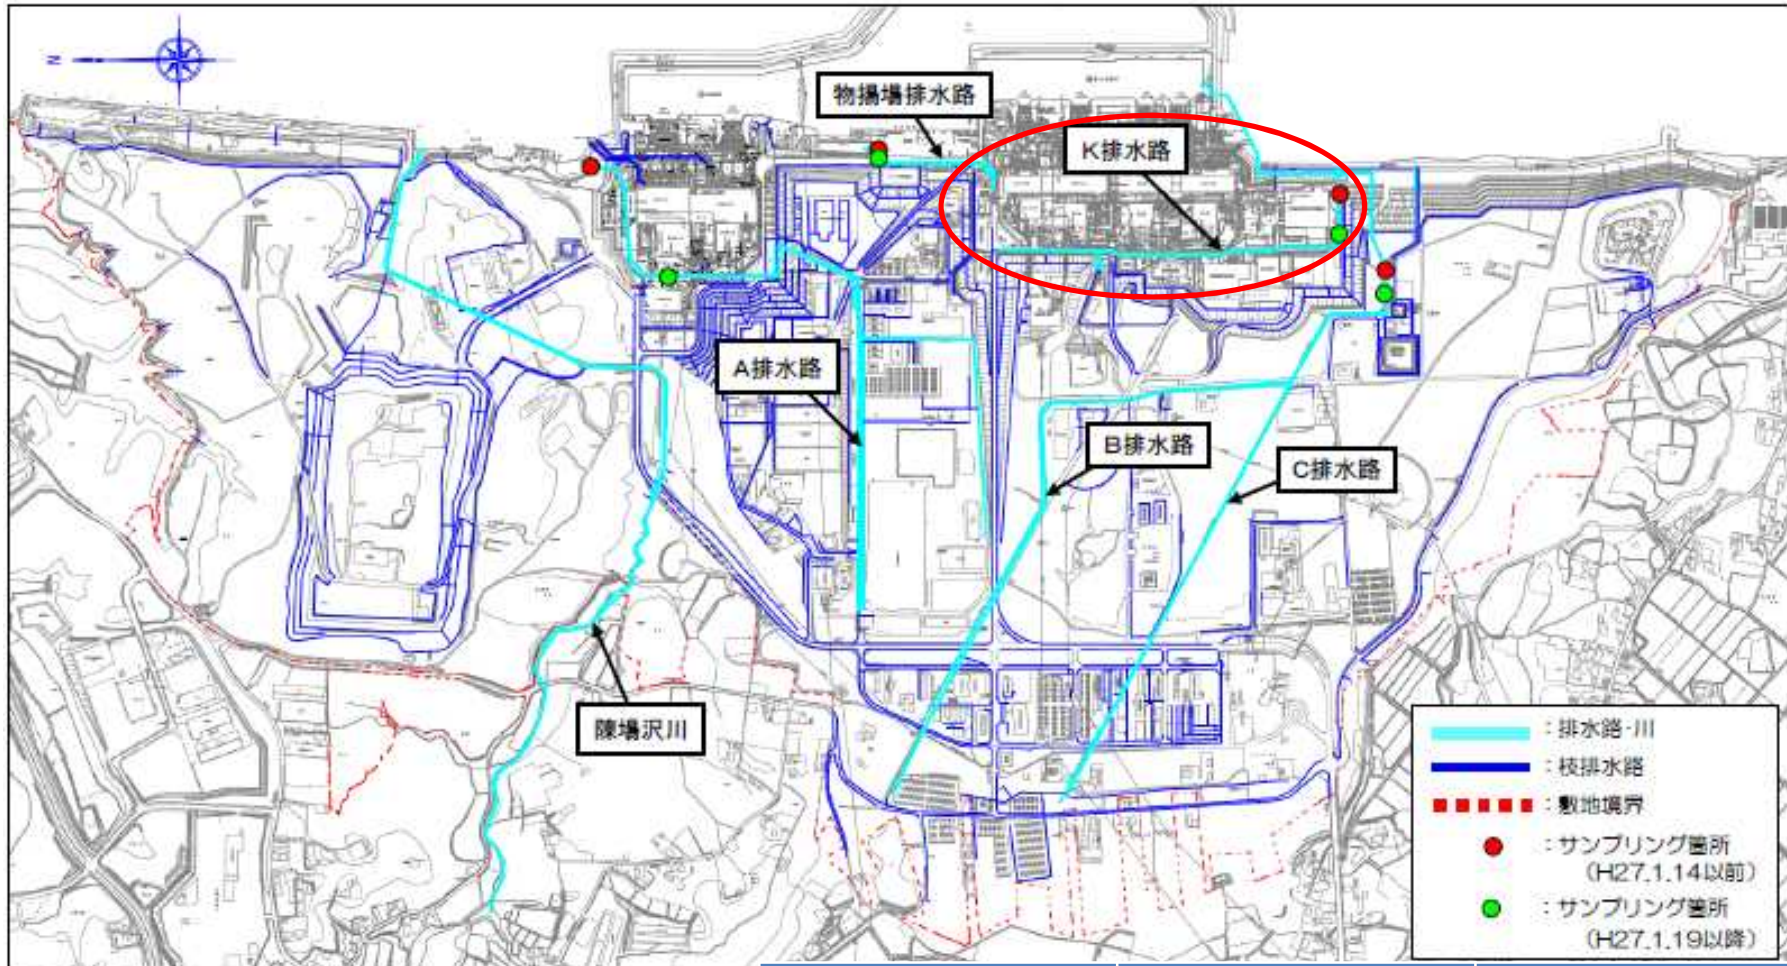 N
物揚場排水路
K排水路
A排水路
B排水路
C排水路
陳場沢川
：排水路・川
：枝排水路
：敷地境界
：サンプリング箇所
（H27.1.14以前）
：サンプリング箇所
（H27.1.19以降）